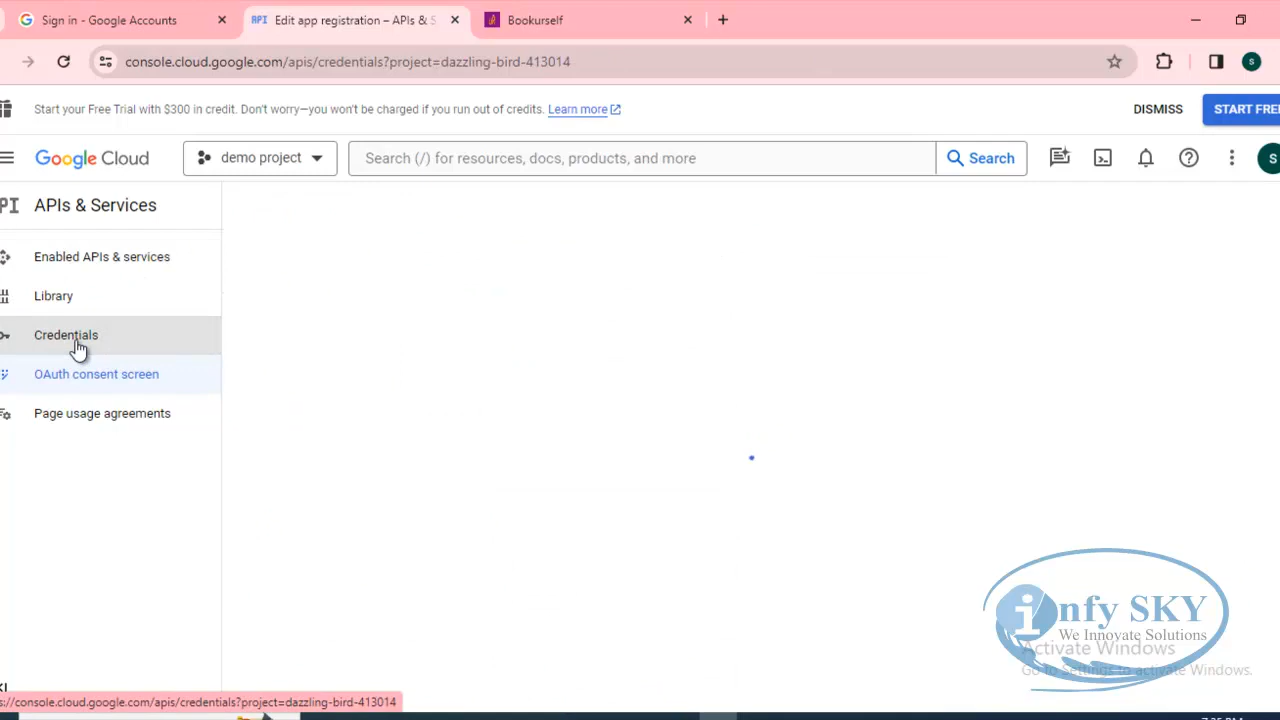 Sign in - Google Accounts
Edit app registration – APIs & S
Bookurself
console.cloud.google.com/apis/credentials?project=dazzling-bird-413014
S
Start your Free Trial with $300 in credit. Don't worry—you won't be charged if you run out of credits. Learn more
DISMISS
START FREE
Google Cloud
demo project
Search (/) for resources, docs, products, and more
Search
S
API
APIs & Services
Enabled APIs & services
Library
Credentials
OAuth consent screen
Page usage agreements
infy SKY
We Innovate Solutions
Activate Windows
Go to Settings to activate Windows.
s://console.cloud.google.com/apis/credentials?project=dazzling-bird-413014